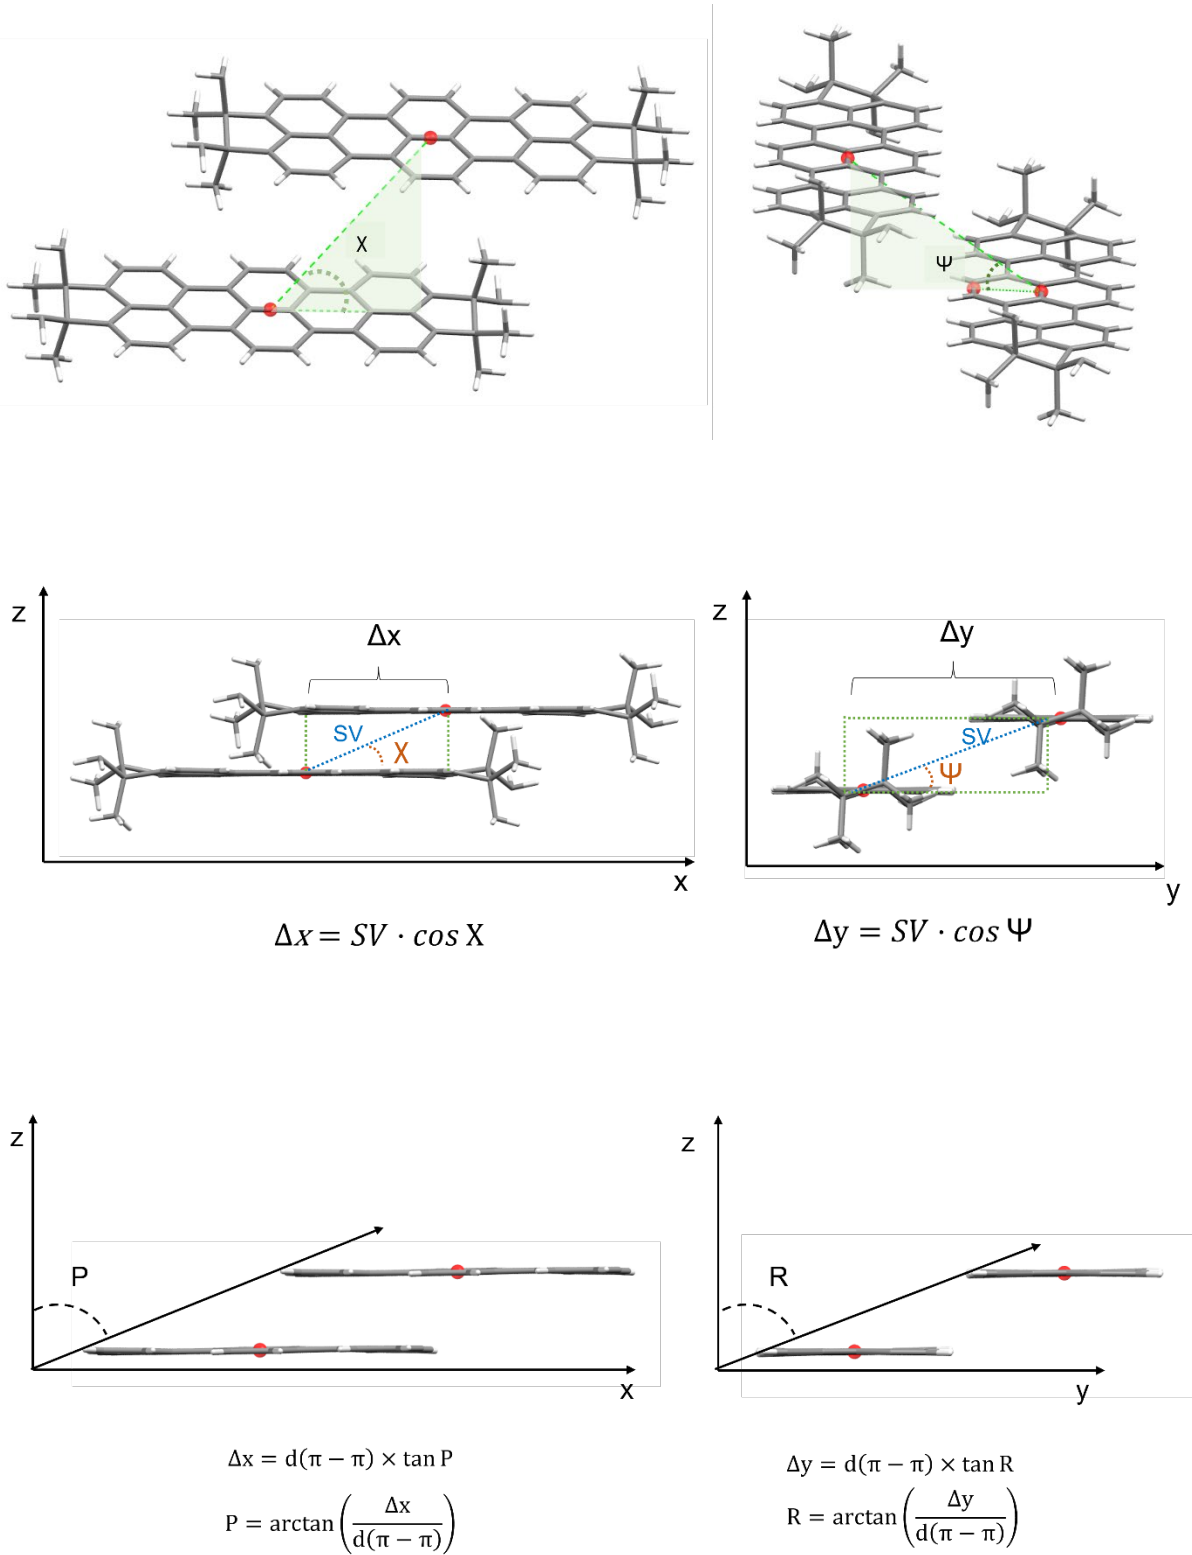 χ
Ψ
z
Δx
SV
X
x
z
Δy
SV
Ψ
y
Δx = SV · cos X
Δy = SV · cos Ψ
z
P
x
z
R
y
Δx = d(π − π) × tan P
P = arctan (Δx / d(π − π))
Δy = d(π − π) × tan R
R = arctan (Δy / d(π − π))